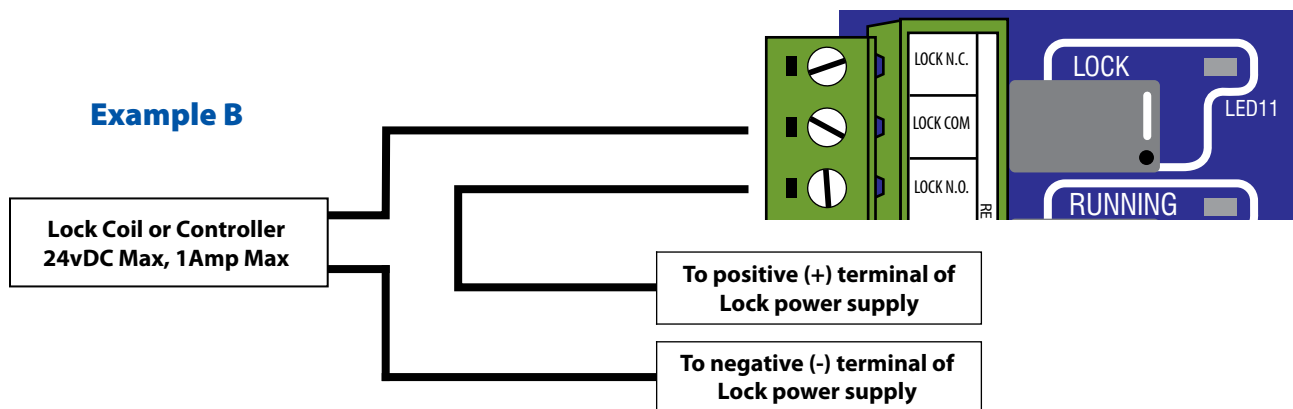 Example B
Lock Coil or Controller
24vDC Max, 1Amp Max
LOCK N.C.
LOCK COM
LOCK N.O.
RE
LOCK
LED11
RUNNING
To positive (+) terminal of
Lock power supply
To negative (-) terminal of
Lock power supply